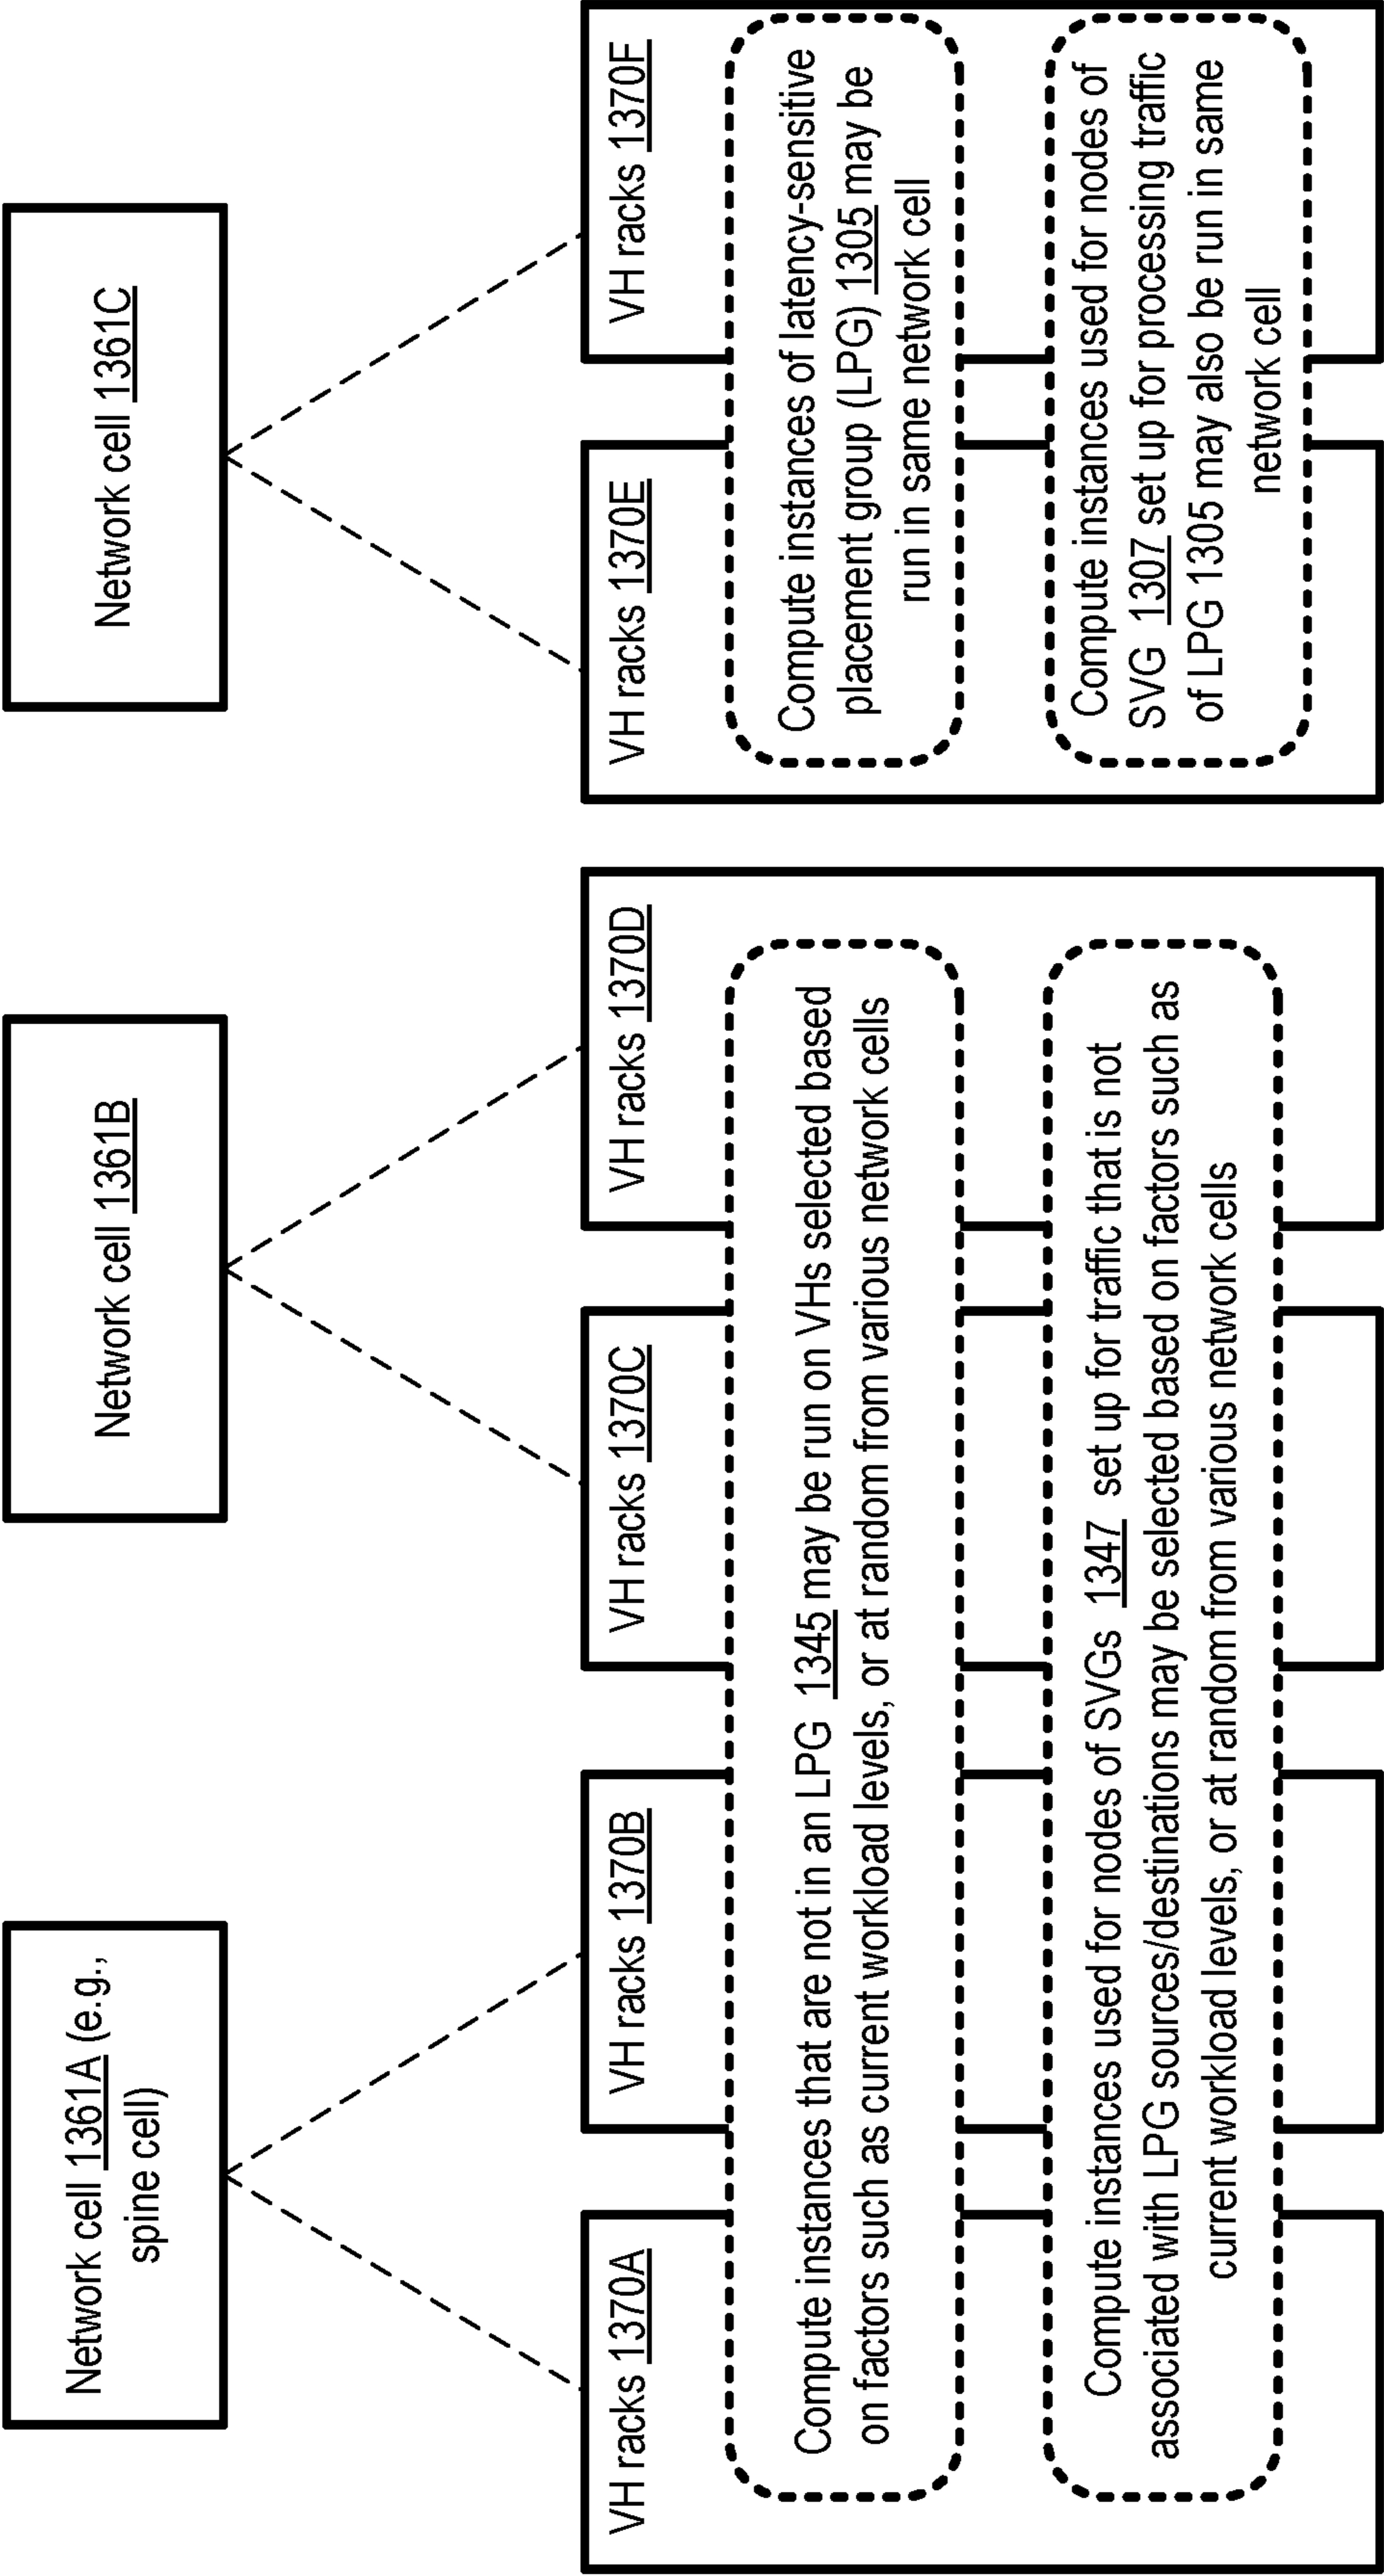 Network cell 1361A (e.g.,
spine cell)
Network cell 1361B
Network cell 1361C
VH racks 1370A
VH racks 1370B
VH racks 1370C
VH racks 1370D
VH racks 1370E
VH racks 1370F
Compute instances that are not in an LPG 1345 may be run on VHs selected based
on factors such as current workload levels, or at random from various network cells
Compute instances of latency-sensitive
placement group (LPG) 1305 may be
run in same network cell
Compute instances used for nodes of SVGs 1347 set up for traffic that is not
associated with LPG sources/destinations may be selected based on factors such as
current workload levels, or at random from various network cells
Compute instances used for nodes of
SVG 1307 set up for processing traffic
of LPG 1305 may also be run in same
network cell